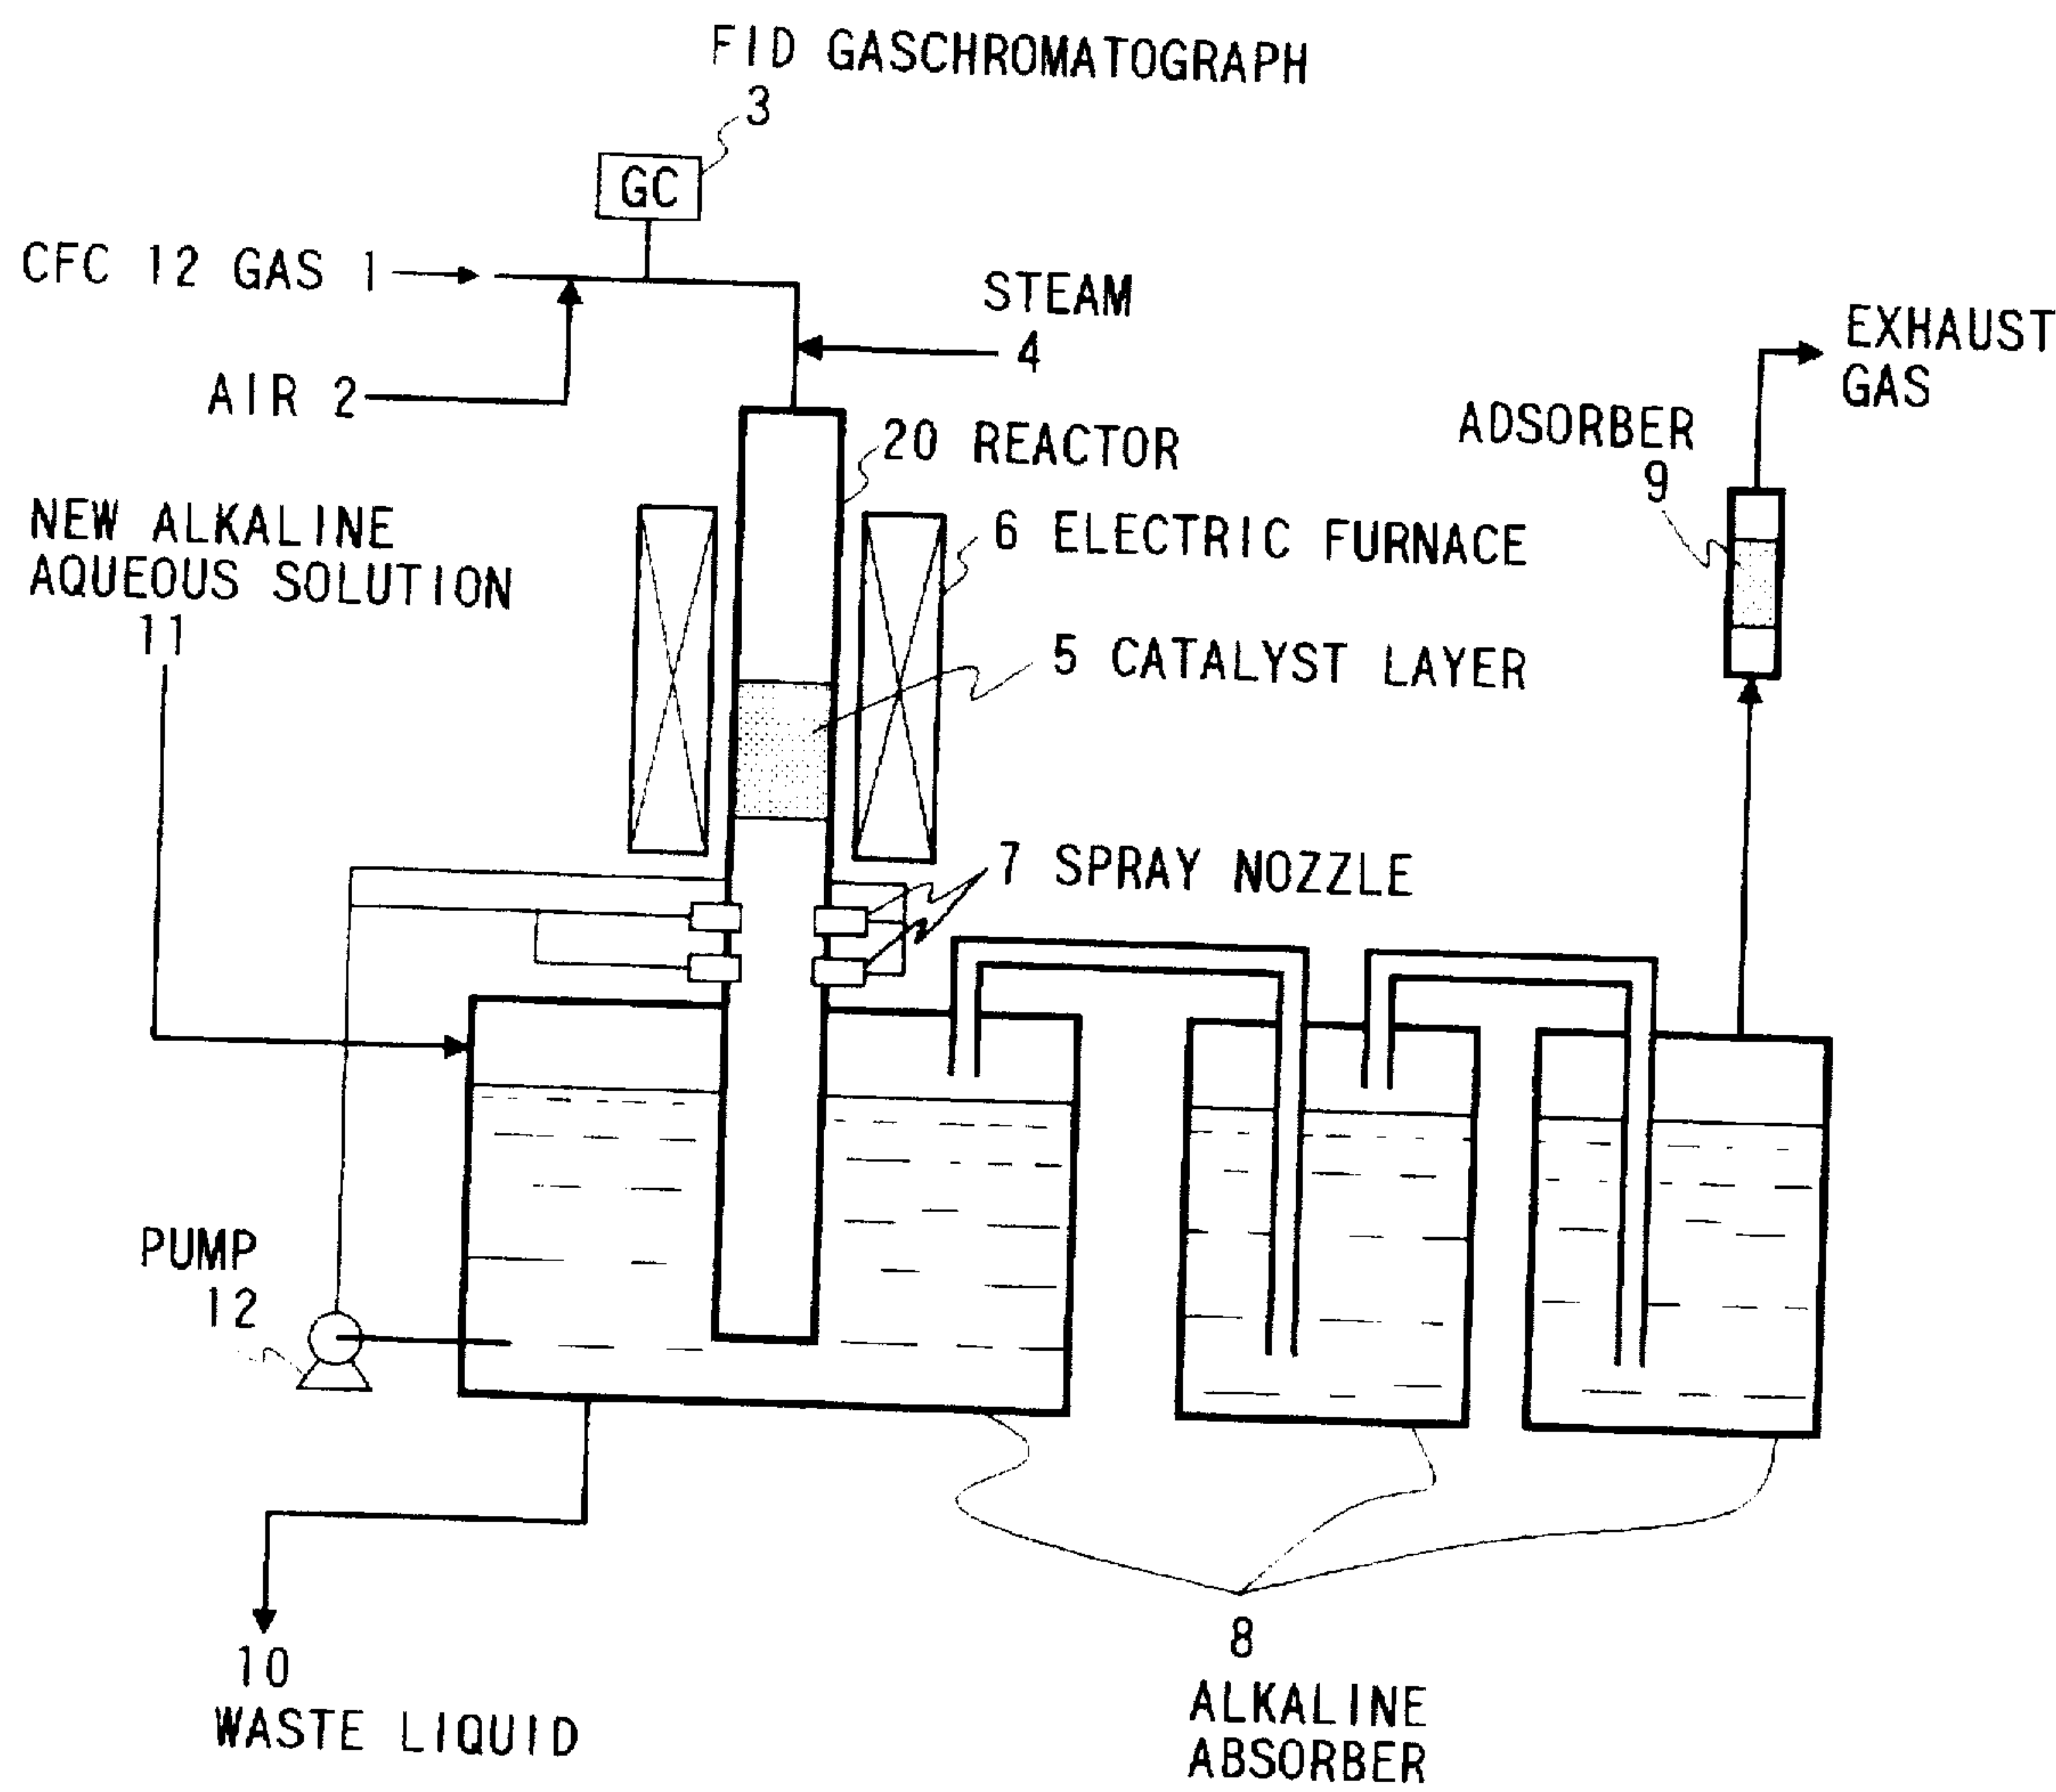 FID GASCHROMATOGRAPH
3
GC
CFC 12 GAS 1
STEAM
4
AIR 2
EXHAUST
GAS
ADSORBER
9
20 REACTOR
NEW ALKALINE
AQUEOUS SOLUTION
11
6 ELECTRIC FURNACE
5 CATALYST LAYER
7 SPRAY NOZZLE
PUMP
12
10
WASTE LIQUID
8
ALKALINE
ABSORBER